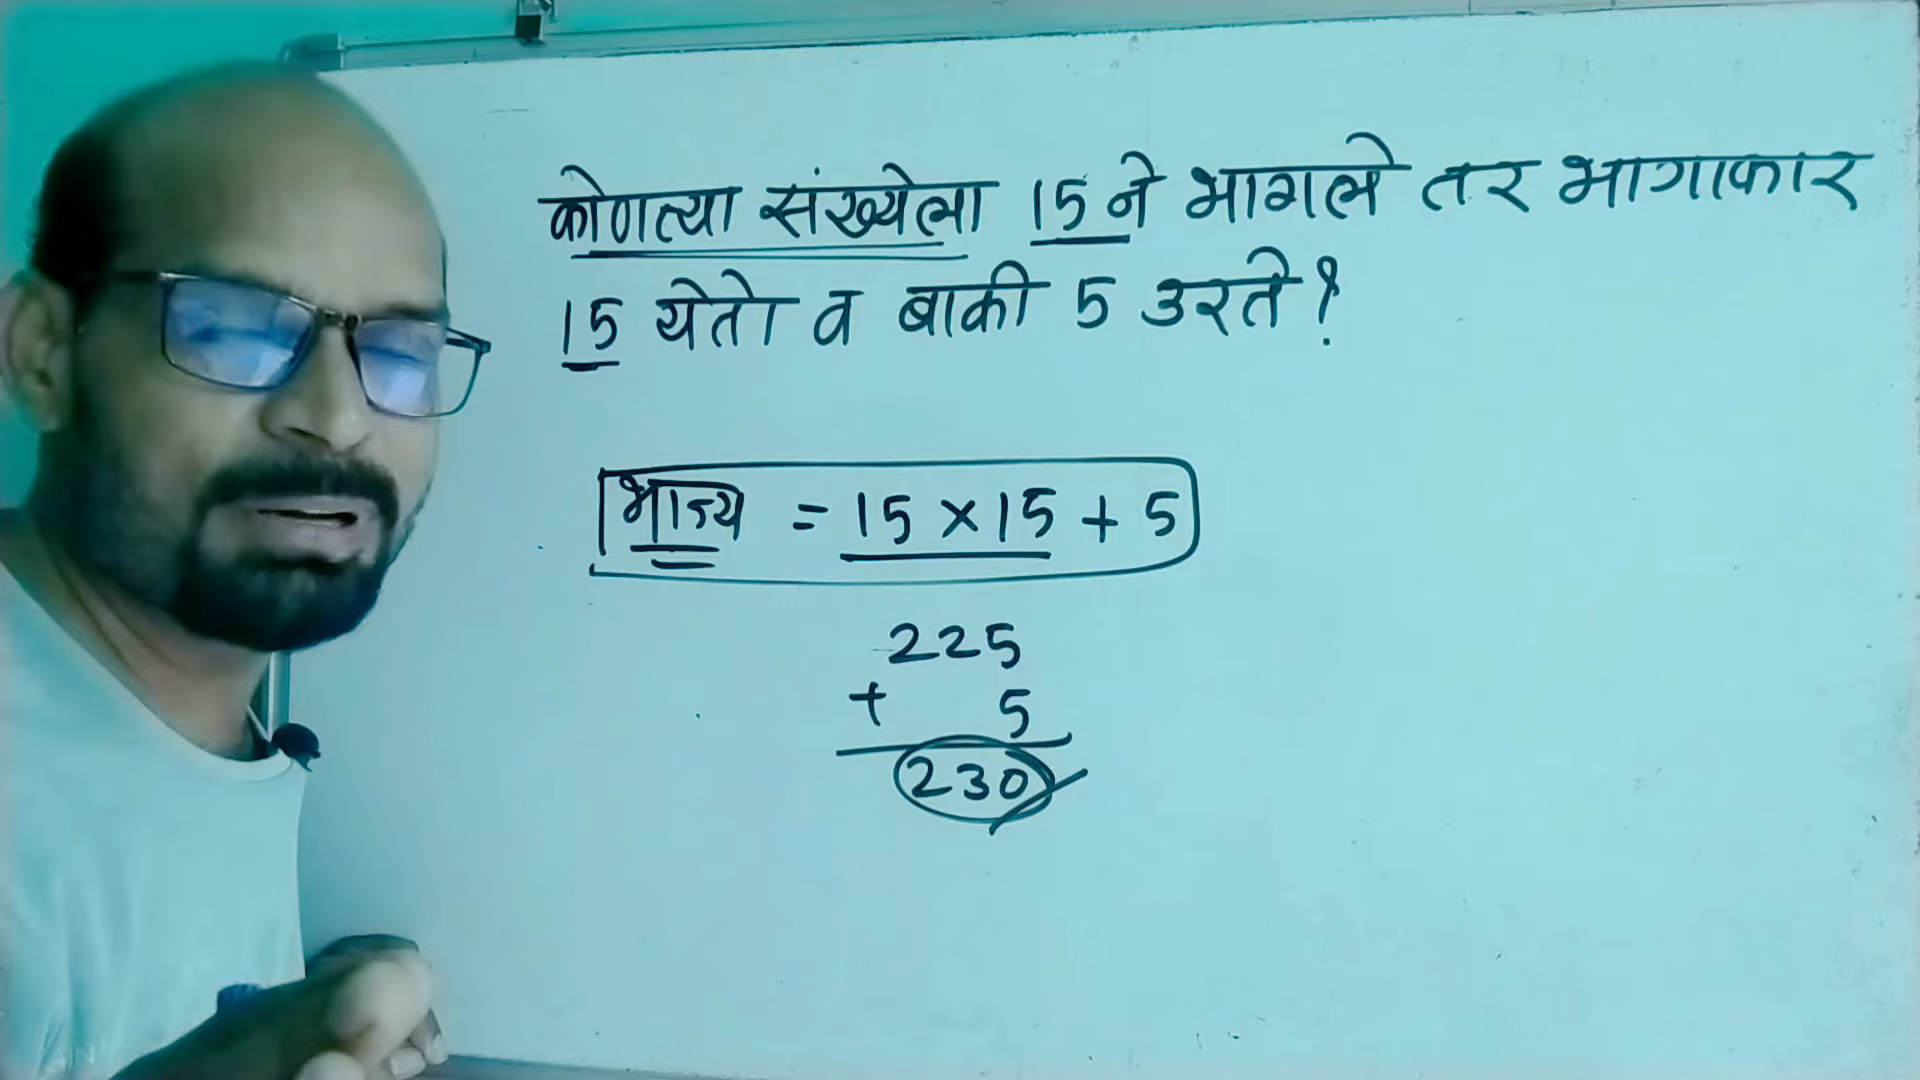 कोणत्या संख्येला 15 ने भागले तर भागाकार
15 येतो व बाकी 5 उरते ?
भाज्य = 15 × 15 + 5
225
+ 5
230